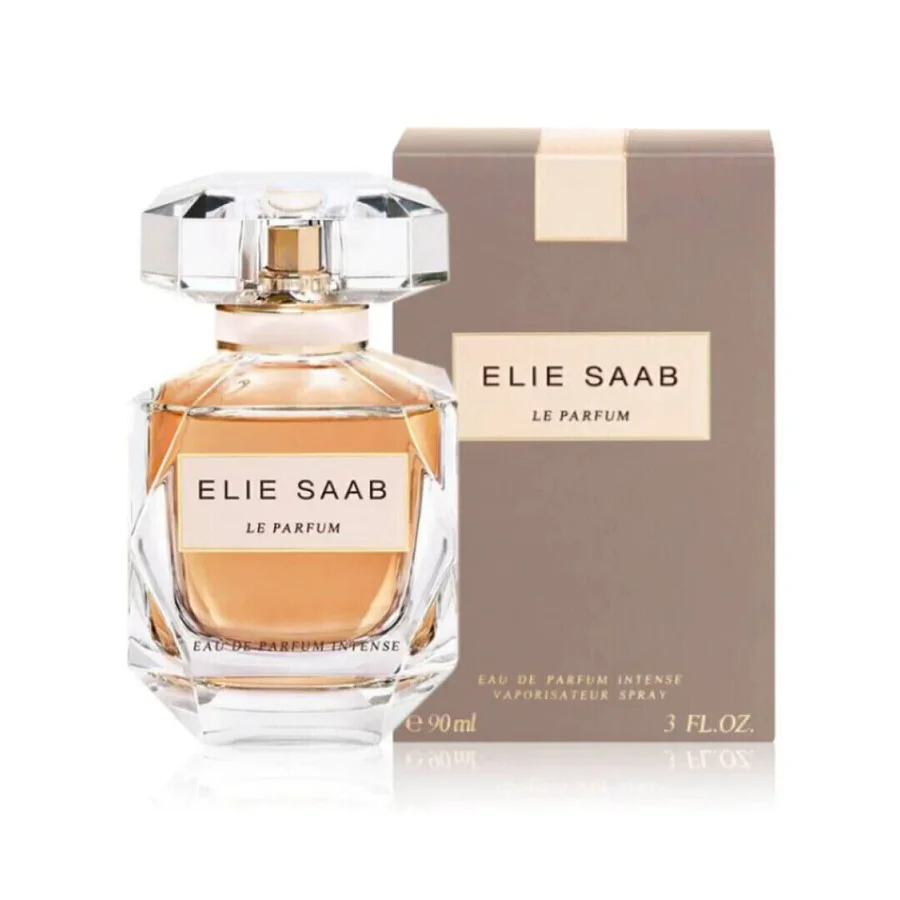 ELIE SAAB
LE PARFUM
EAU DE PARFUM INTENSE
ELIE SAAB
LE PARFUM
EAU DE PARFUM INTENSE
VAPORISATEUR SPRAY
℮ 90 ml 3 FL.OZ.